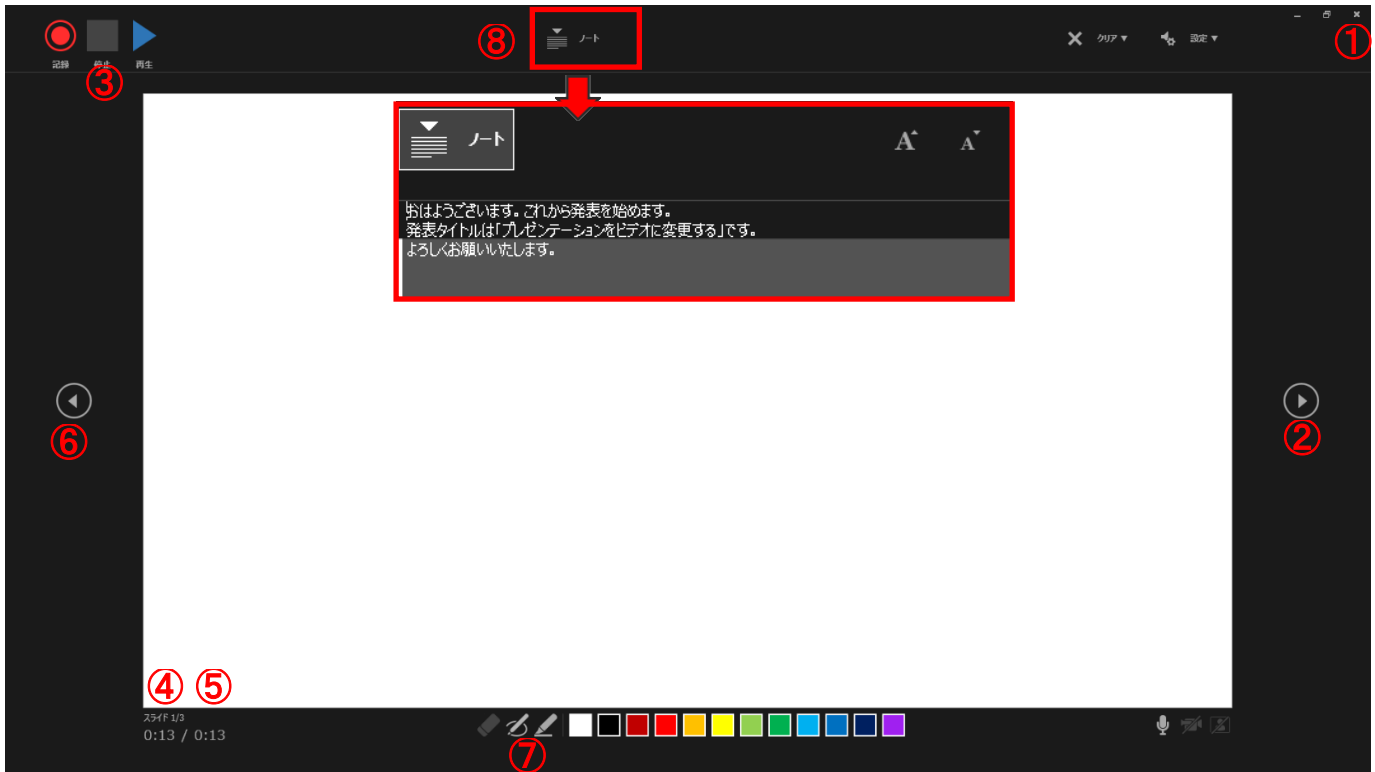 ⑧
ノート
クリア ▼
設定 ▼
①
記録
停止
再生
③
ノート
A
A
おはようございます。これから発表を始めます。
発表タイトルは「プレゼンテーションをビデオに変更する」です。
よろしくお願いいたします。
⑥
②
④ ⑤
スライド 1/3
0:13 / 0:13
⑦